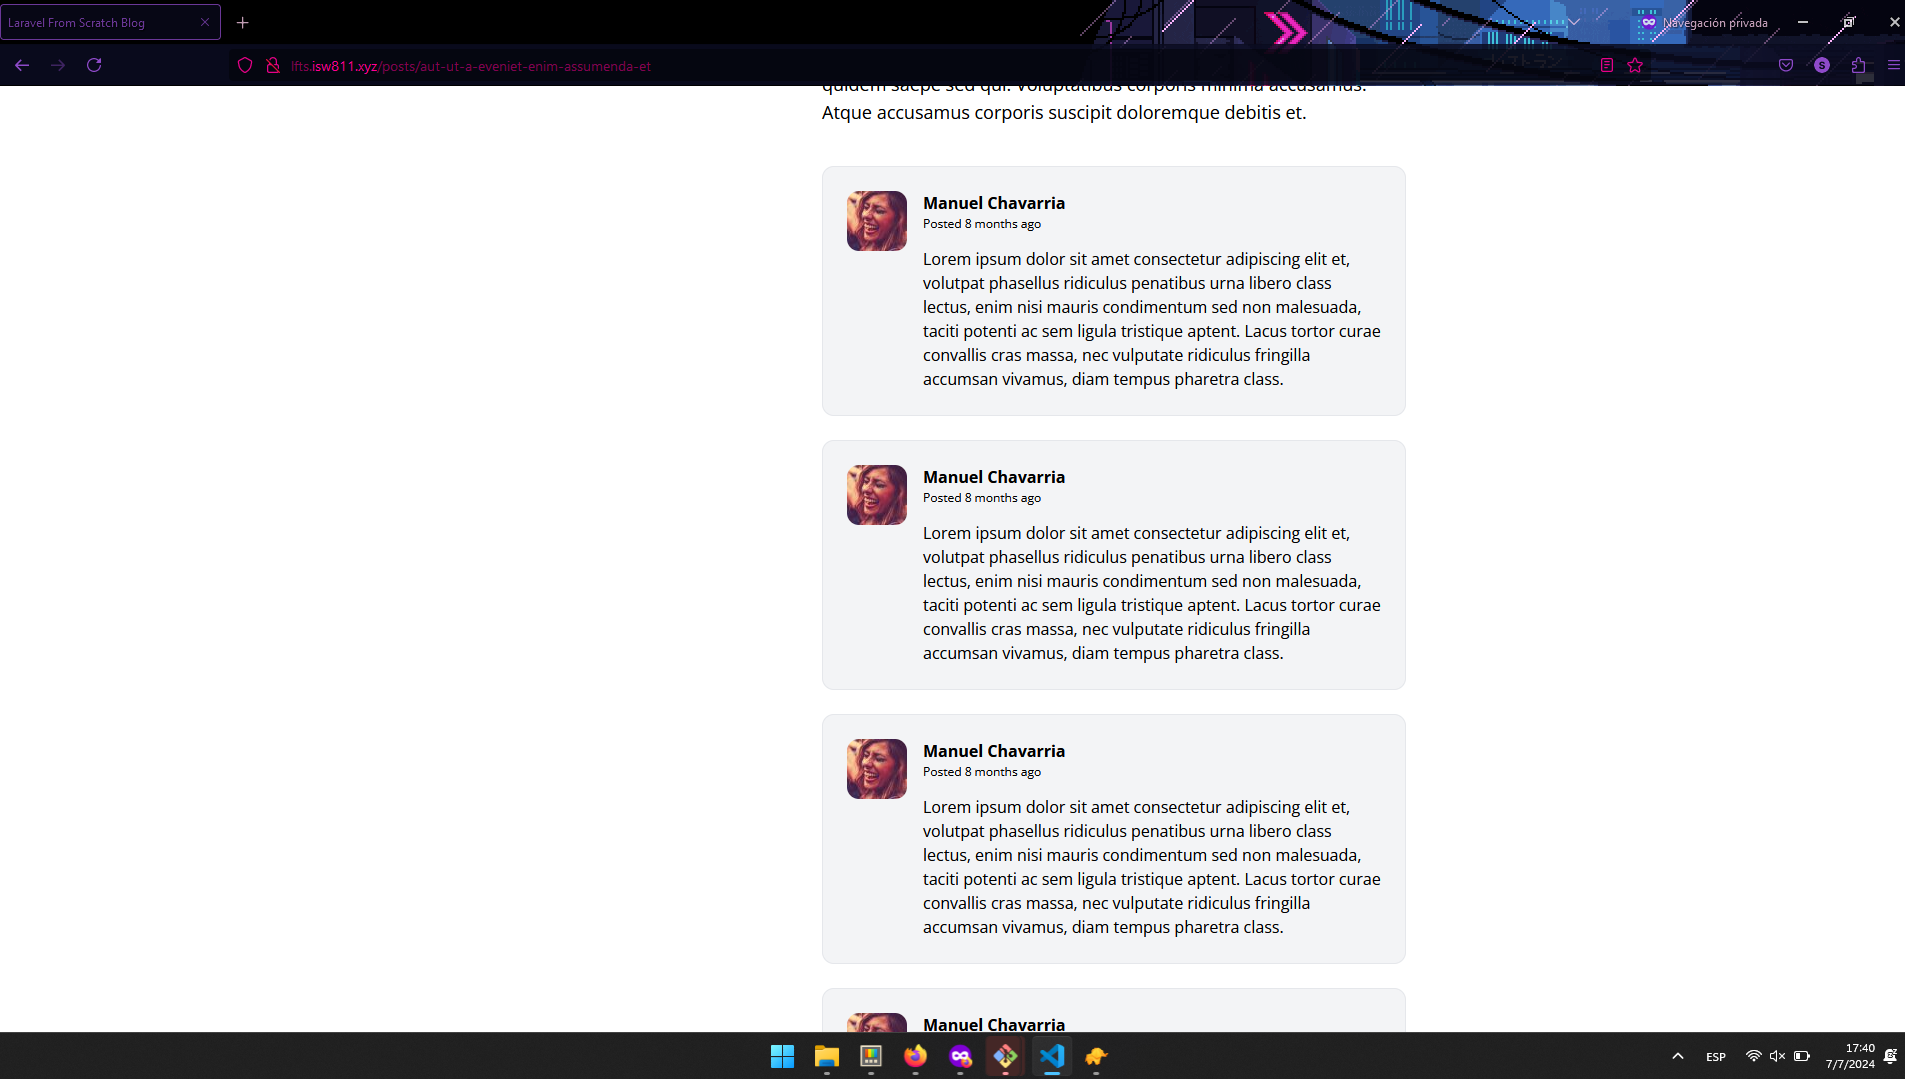 Laravel From Scratch Blog
Navegación privada
lfts.isw811.xyz/posts/aut-ut-a-eveniet-enim-assumenda-et
quidem saepe sed qui. Voluptatibus corporis minima accusamus.
Atque accusamus corporis suscipit doloremque debitis et.
Manuel Chavarria
Posted 8 months ago
Lorem ipsum dolor sit amet consectetur adipiscing elit et,
volutpat phasellus ridiculus penatibus urna libero class
lectus, enim nisi mauris condimentum sed non malesuada,
taciti potenti ac sem ligula tristique aptent. Lacus tortor curae
convallis cras massa, nec vulputate ridiculus fringilla
accumsan vivamus, diam tempus pharetra class.
Manuel Chavarria
Posted 8 months ago
Lorem ipsum dolor sit amet consectetur adipiscing elit et,
volutpat phasellus ridiculus penatibus urna libero class
lectus, enim nisi mauris condimentum sed non malesuada,
taciti potenti ac sem ligula tristique aptent. Lacus tortor curae
convallis cras massa, nec vulputate ridiculus fringilla
accumsan vivamus, diam tempus pharetra class.
Manuel Chavarria
Posted 8 months ago
Lorem ipsum dolor sit amet consectetur adipiscing elit et,
volutpat phasellus ridiculus penatibus urna libero class
lectus, enim nisi mauris condimentum sed non malesuada,
taciti potenti ac sem ligula tristique aptent. Lacus tortor curae
convallis cras massa, nec vulputate ridiculus fringilla
accumsan vivamus, diam tempus pharetra class.
Manuel Chavarria
ESP
17:40
7/7/2024